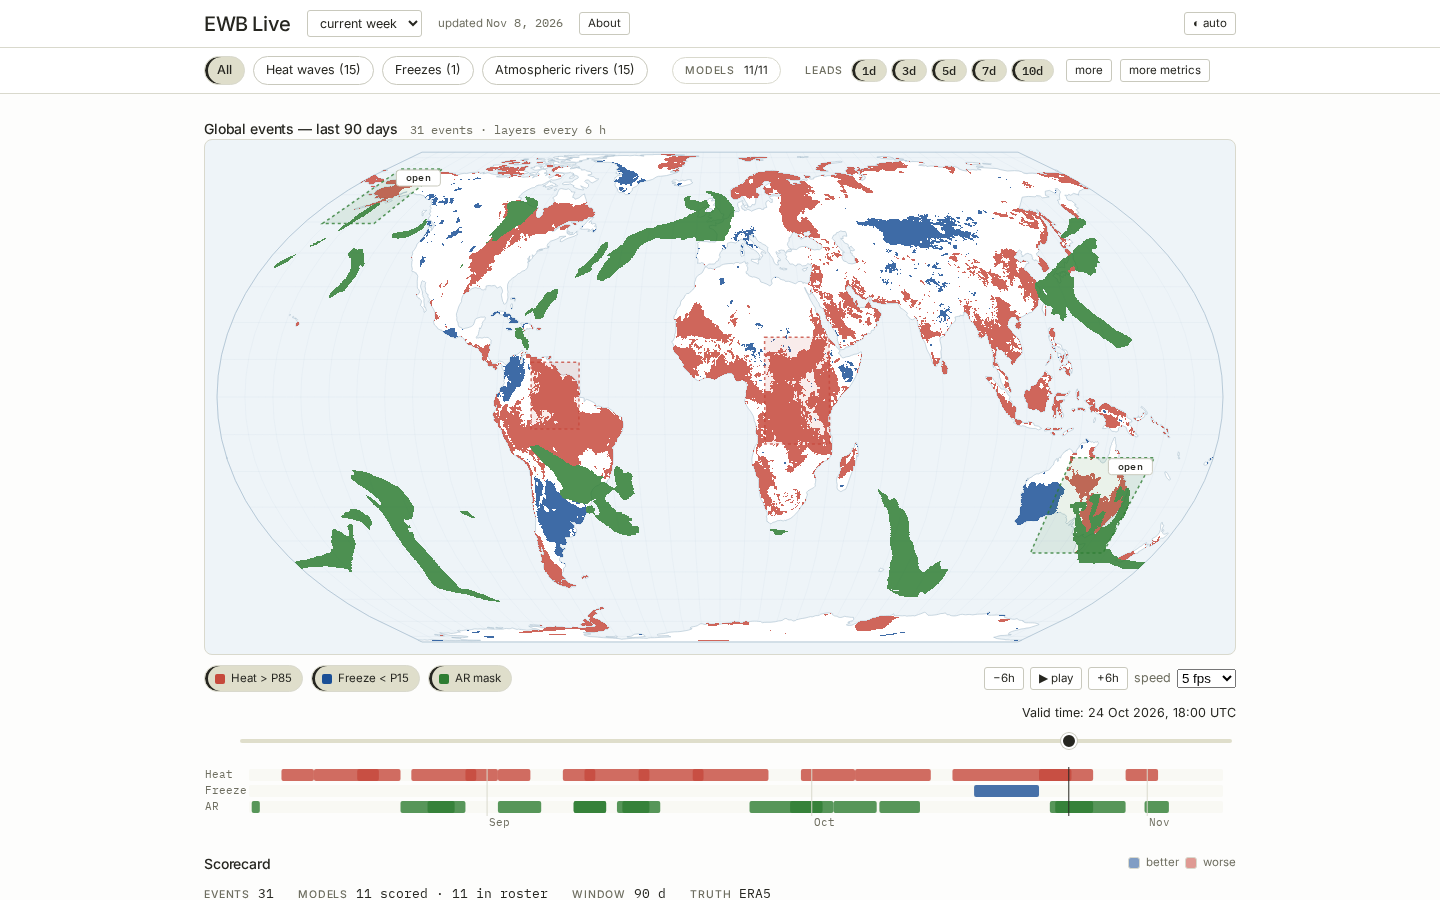 EWB Live current week updated Nov 8, 2026 About auto
All Heat waves (15) Freezes (1) Atmospheric rivers (15) MODELS 11/11 LEADS 1d 3d 5d 7d 10d more more metrics
Global events — last 90 days 31 events · layers every 6 h
open
open
Heat > P85 Freeze < P15 AR mask −6h ▶ play +6h speed 5 fps
Valid time: 24 Oct 2026, 18:00 UTC
Heat
Freeze
AR
Sep Oct Nov
Scorecard better worse
EVENTS 31 MODELS 11 scored · 11 in roster WINDOW 90 d TRUTH ERA5